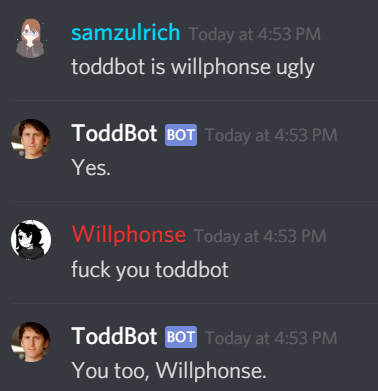 samzulrich Today at 4:53 PM
toddbot is willphonse ugly
ToddBot BOT Today at 4:53 PM
Yes.
Willphonse Today at 4:53 PM
fuck you toddbot
ToddBot BOT Today at 4:53 PM
You too, Willphonse.